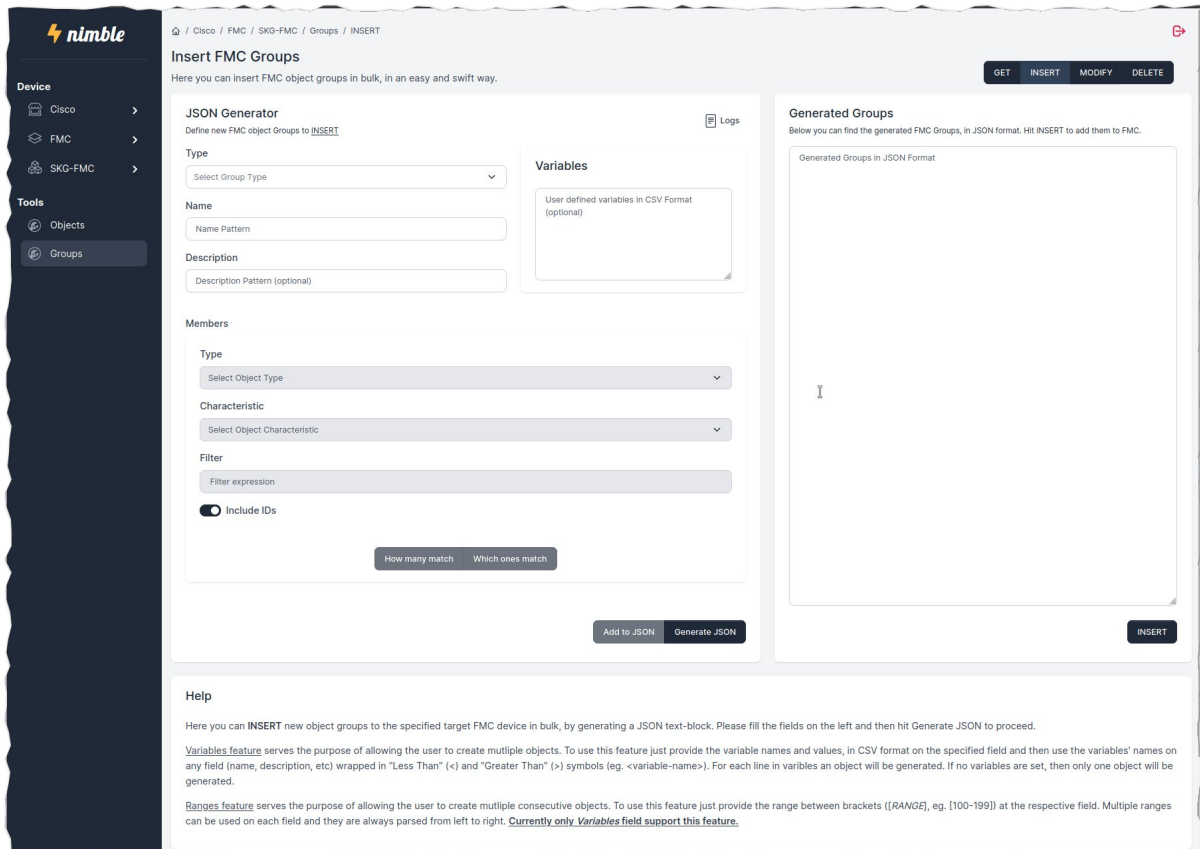 nimble
Device
Cisco
FMC
SKG-FMC
Tools
Objects
Groups
/ Cisco / FMC / SKG-FMC / Groups / INSERT
Insert FMC Groups
Here you can insert FMC object groups in bulk, in an easy and swift way.
GET INSERT MODIFY DELETE
JSON Generator
Define new FMC object Groups to INSERT
Logs
Type
Select Group Type
Name
Name Pattern
Description
Description Pattern (optional)
Variables
User defined variables in CSV Format
(optional)
Members
Type
Select Object Type
Characteristic
Select Object Characteristic
Filter
Filter expression
Include IDs
How many match Which ones match
Add to JSON Generate JSON
Generated Groups
Below you can find the generated FMC Groups, in JSON format. Hit INSERT to add them to FMC.
Generated Groups in JSON Format
INSERT
Help
Here you can INSERT new object groups to the specified target FMC device in bulk, by generating a JSON text-block. Please fill the fields on the left and then hit Generate JSON to proceed.
Variables feature serves the purpose of allowing the user to create mutliple objects. To use this feature just provide the variable names and values, in CSV format on the specified field and then use the variables' names on
any field (name, description, etc) wrapped in "Less Than" (<) and "Greater Than" (>) symbols (eg. <variable-name>). For each line in varibles an object will be generated. If no variables are set, then only one object will be
generated.
Ranges feature serves the purpose of allowing the user to create mutliple consecutive objects. To use this feature just provide the range between brackets ([RANGE], eg. [100-199]) at the respective field. Multiple ranges
can be used on each field and they are always parsed from left to right. Currently only Variables field support this feature.